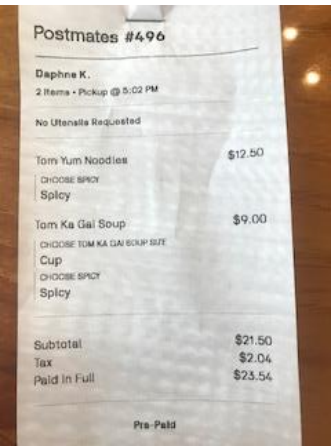 Postmates #496
Daphne K.
2 Items • Pickup @ 5:02 PM
No Utensils Requested
Tom Yum Noodles $12.50
CHOOSE SPICY
Spicy
Tom Ka Gai Soup $9.00
CHOOSE TOM KA GAI SOUP SIZE
Cup
CHOOSE SPICY
Spicy
Subtotal $21.50
Tax $2.04
Paid In Full $23.54
Pre-Paid